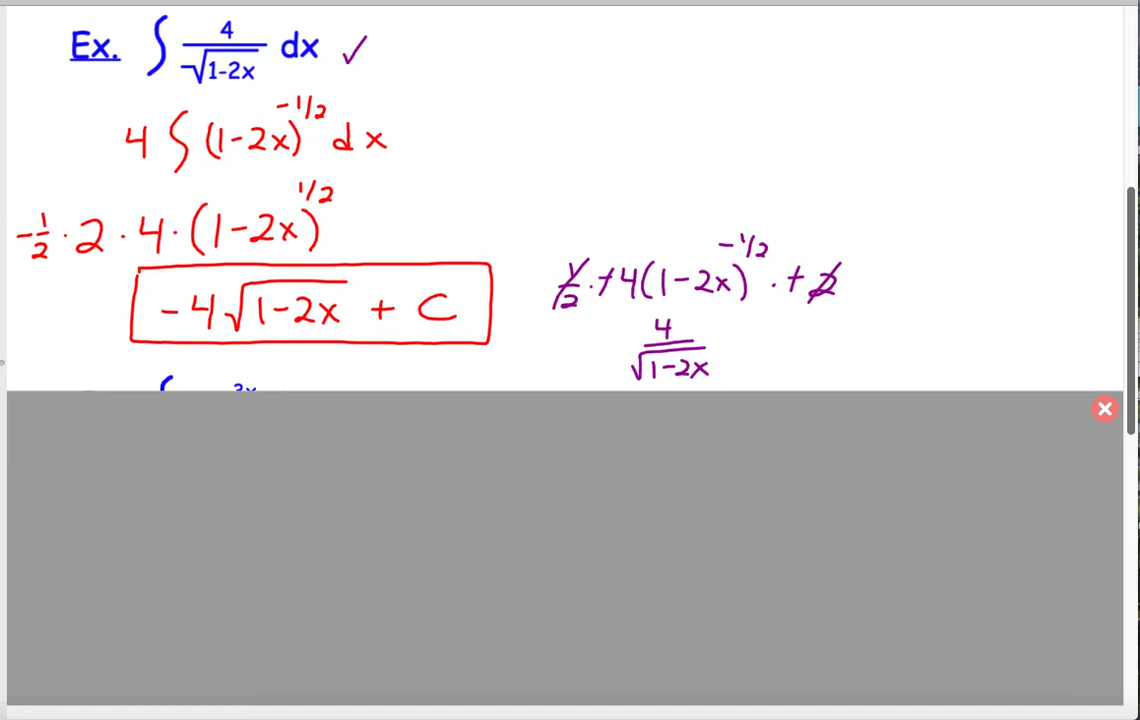 Ex. ∫ 4/√(1-2x) dx ✓
4 ∫ (1-2x)^(-1/2) dx
-1/2 · 2 · 4 · (1-2x)^(1/2)
-4√(1-2x) + C
1/2 · +4(1-2x)^(-1/2) · +2
4/√(1-2x)